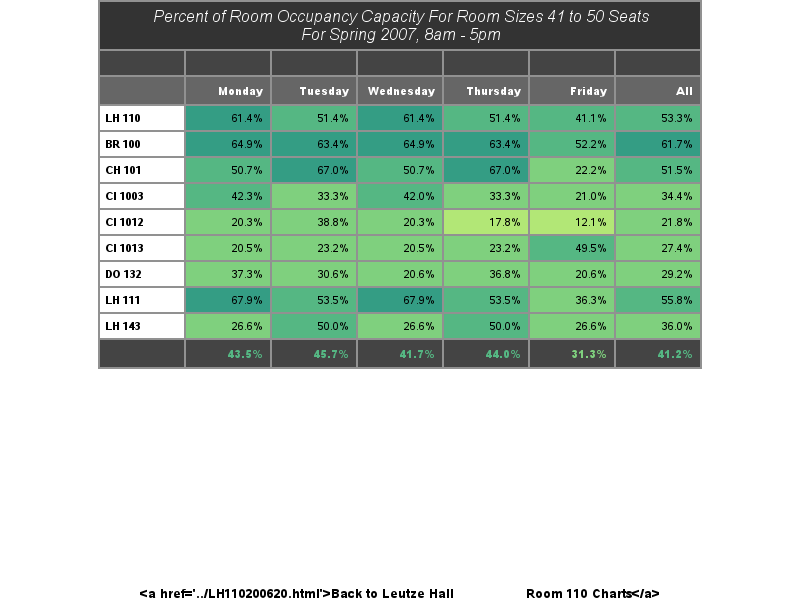 Percent of Room Occupancy Capacity For Room Sizes 41 to 50 Seats
For Spring 2007, 8am - 5pm
Monday Tuesday Wednesday Thursday Friday All
LH 110 61.4% 51.4% 61.4% 51.4% 41.1% 53.3%
BR 100 64.9% 63.4% 64.9% 63.4% 52.2% 61.7%
CH 101 50.7% 67.0% 50.7% 67.0% 22.2% 51.5%
CI 1003 42.3% 33.3% 42.0% 33.3% 21.0% 34.4%
CI 1012 20.3% 38.8% 20.3% 17.8% 12.1% 21.8%
CI 1013 20.5% 23.2% 20.5% 23.2% 49.5% 27.4%
DO 132 37.3% 30.6% 20.6% 36.8% 20.6% 29.2%
LH 111 67.9% 53.5% 67.9% 53.5% 36.3% 55.8%
LH 143 26.6% 50.0% 26.6% 50.0% 26.6% 36.0%
43.5% 45.7% 41.7% 44.0% 31.3% 41.2%
<a href='../LH110200620.html'>Back to Leutze Hall Room 110 Charts</a>